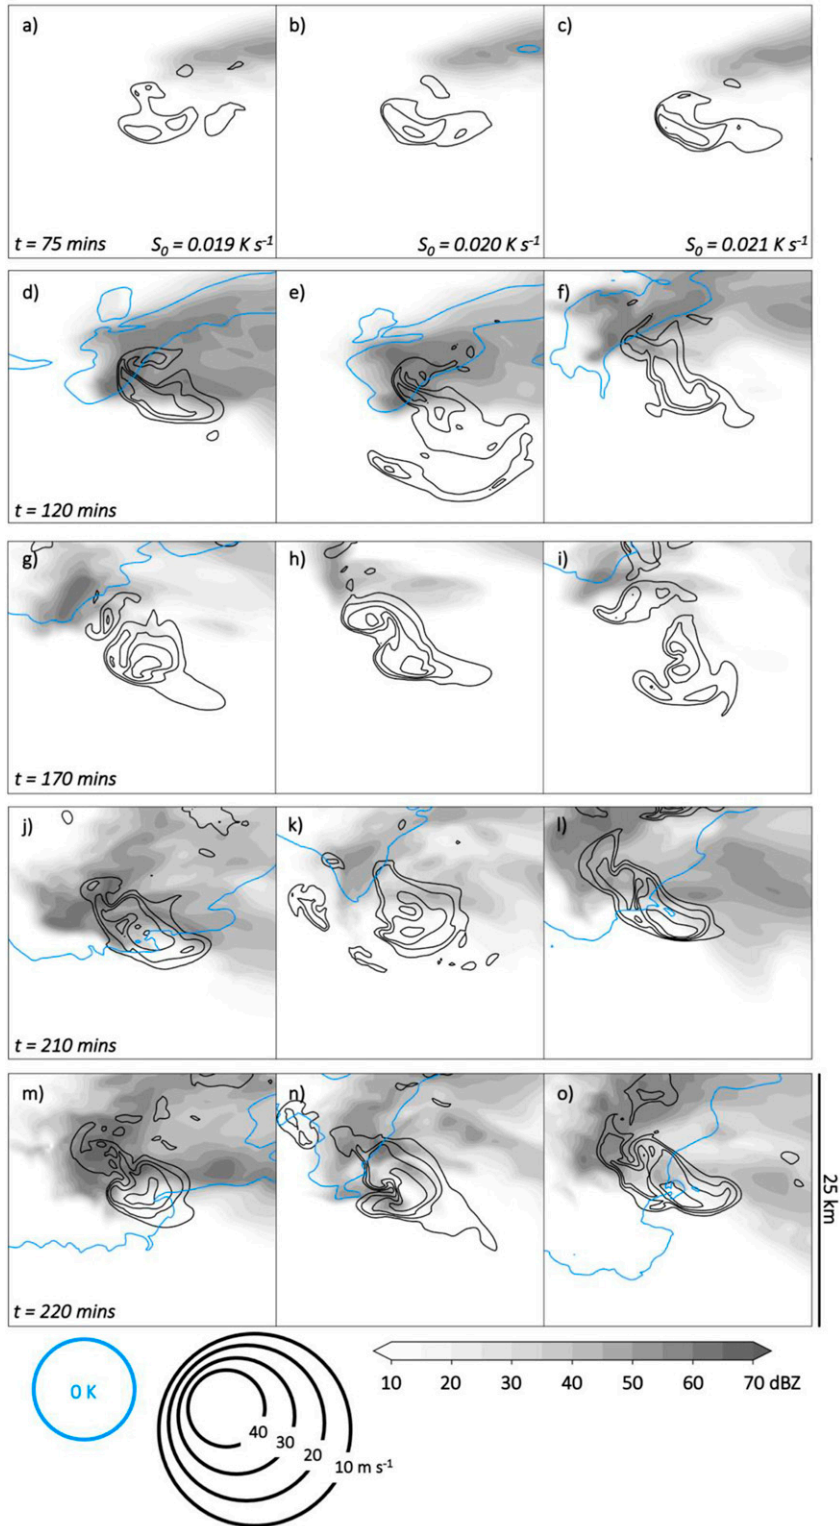 a) b) c)
t = 75 mins S₀ = 0.019 K s⁻¹ S₀ = 0.020 K s⁻¹ S₀ = 0.021 K s⁻¹
d) e) f)
t = 120 mins
g) h) i)
t = 170 mins
j) k) l)
t = 210 mins
m) n) o)
25 km
t = 220 mins
0 K
40 30 20 10 m s⁻¹
10 20 30 40 50 60 70 dBZ